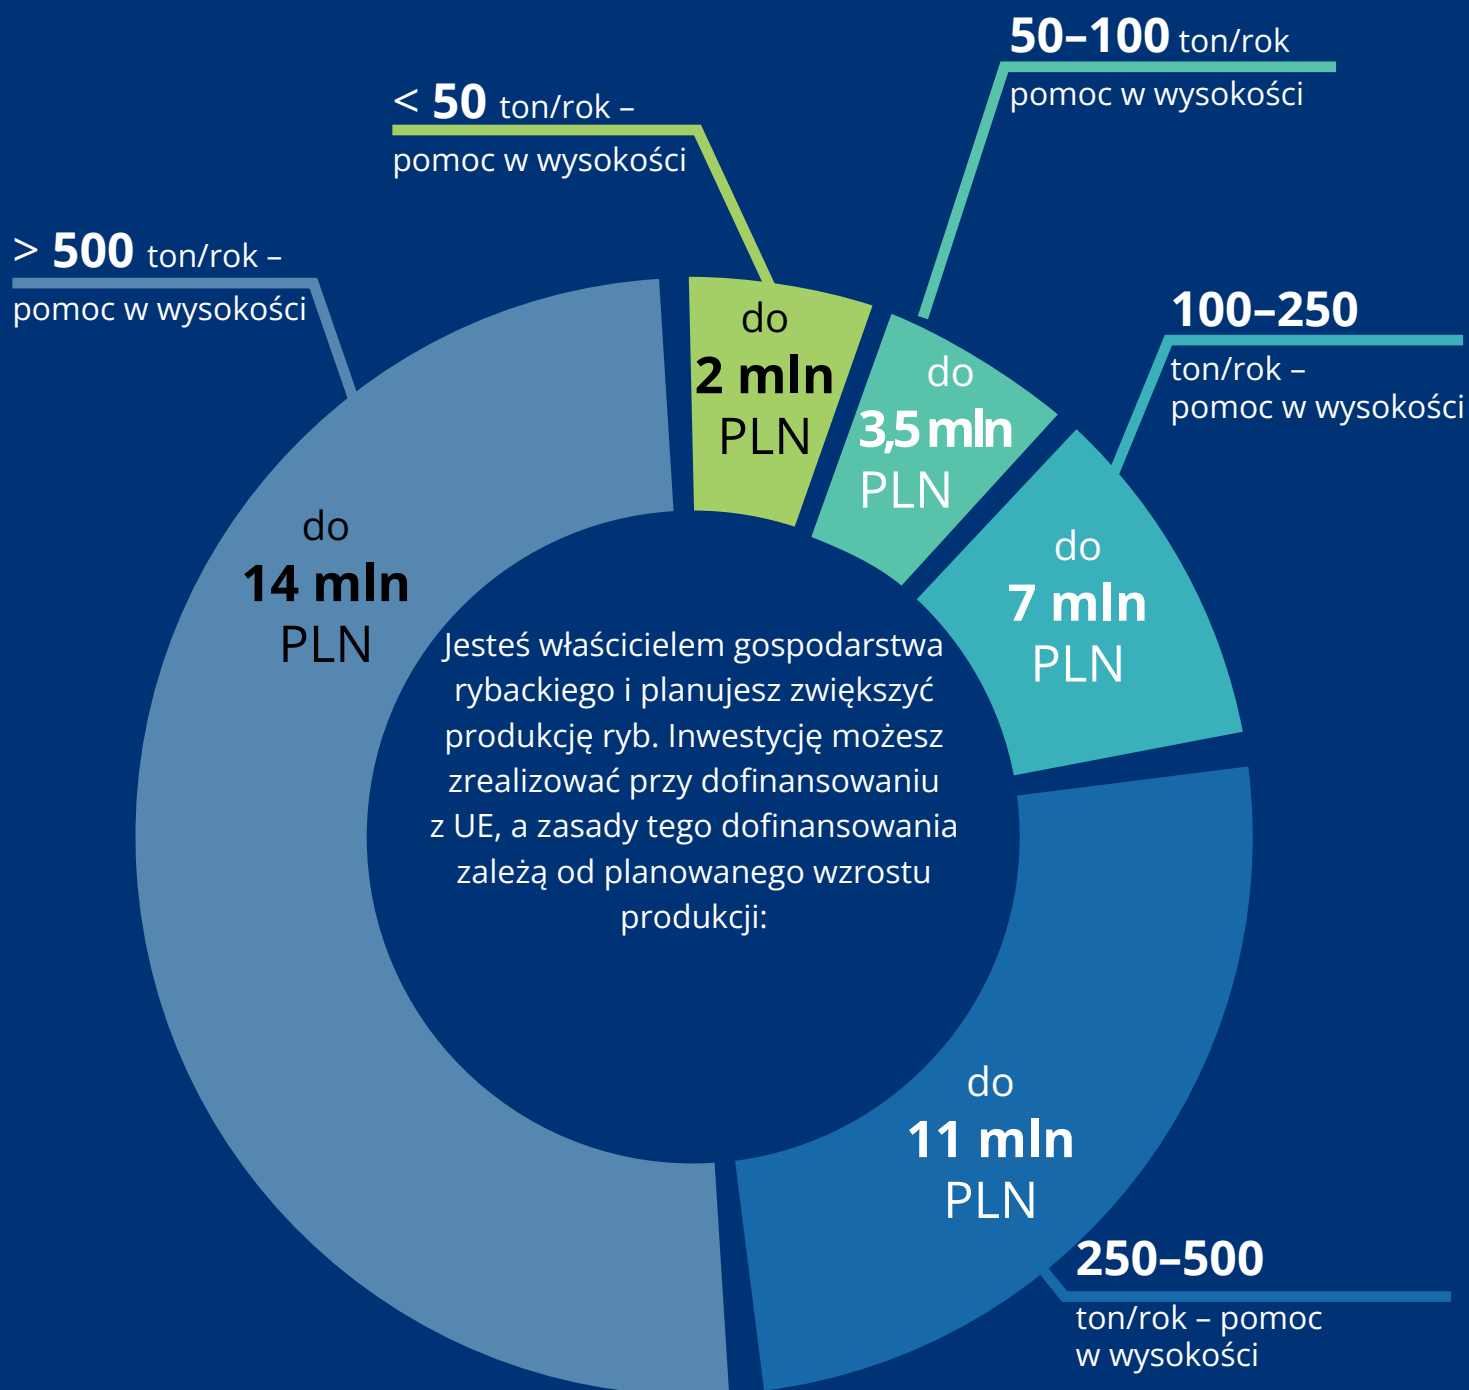 50–100 ton/rok
pomoc w wysokości
< 50 ton/rok –
pomoc w wysokości
> 500 ton/rok –
pomoc w wysokości
100–250
ton/rok –
pomoc w wysokości
do
2 mln
PLN
do
3,5 mln
PLN
do
7 mln
PLN
do
14 mln
PLN
Jesteś właścicielem gospodarstwa
rybackiego i planujesz zwiększyć
produkcję ryb. Inwestycję możesz
zrealizować przy dofinansowaniu
z UE, a zasady tego dofinansowania
zależą od planowanego wzrostu
produkcji:
do
11 mln
PLN
250–500
ton/rok – pomoc
w wysokości